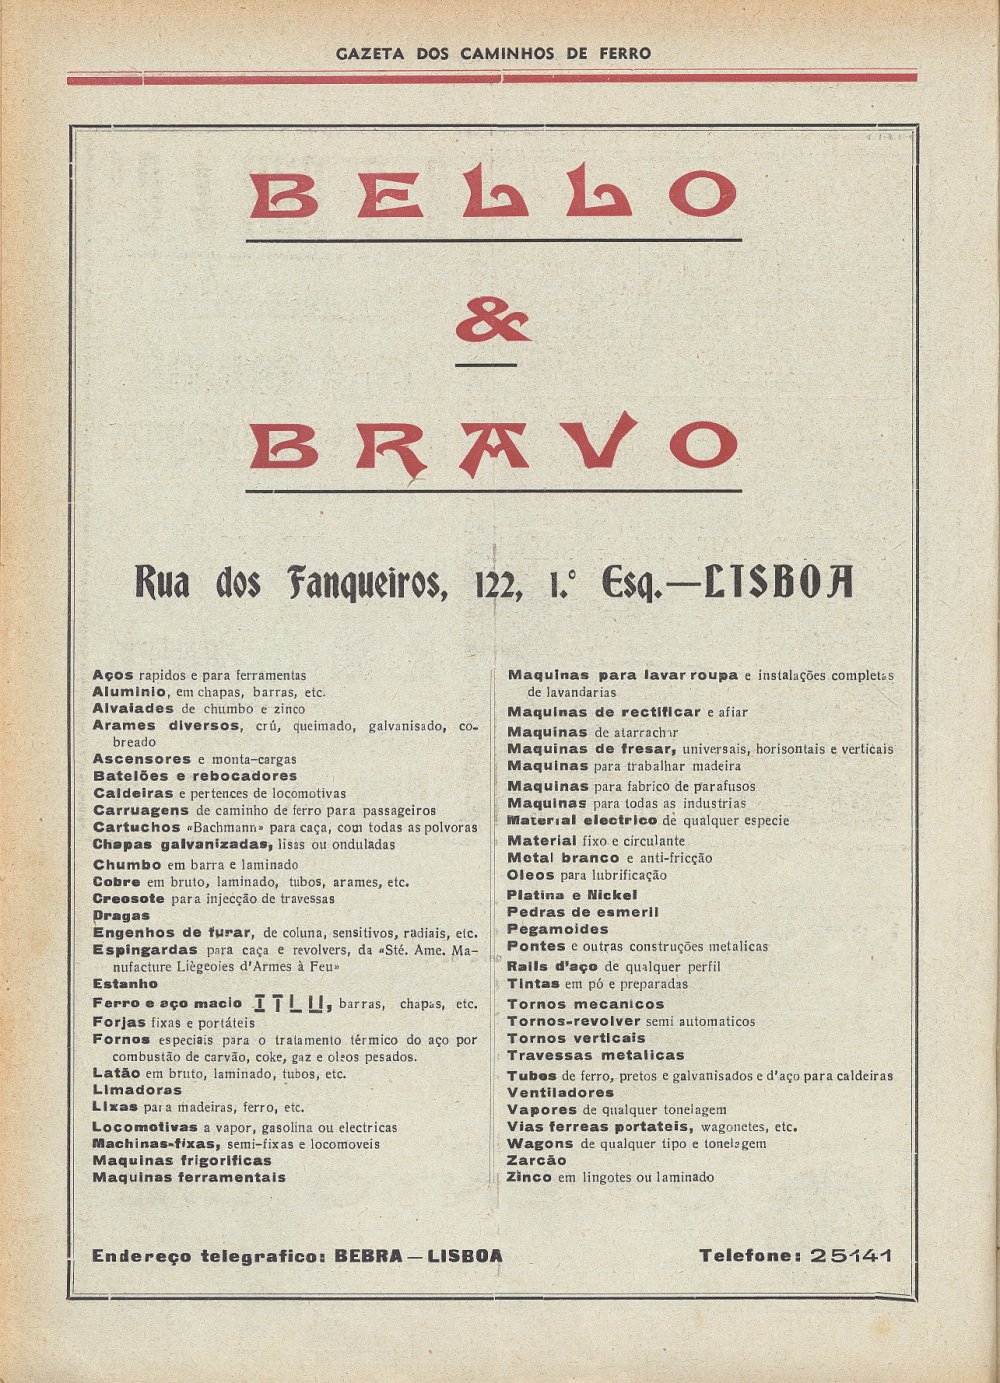 GAZETA DOS CAMINHOS DE FERRO
BELLO
&
BRAVO
Rua dos Fanqueiros, 122, 1.º Esq.—LISBOA
Aços rapidos e para ferramentas
Aluminio, em chapas, barras, etc.
Alvaiades de chumbo e zinco
Arames diversos, crú, queimado, galvanisado, co-
breado
Ascensores e monta-cargas
Batelões e rebocadores
Caldeiras e pertences de locomotivas
Carruagens de caminho de ferro para passageiros
Cartuchos «Bachmann» para caça, com todas as polvoras
Chapas galvanizadas, lisas ou onduladas
Chumbo em barra e laminado
Cobre em bruto, laminado, tubos, arames, etc.
Creosote para injecção de travessas
Dragas
Engenhos de furar, de coluna, sensitivos, radiais, etc.
Espingardas para caça e revolvers, da «Sté. Ame. Ma-
nufacture Liègeoies d'Armes à Feu»
Estanho
Ferro e aço macio I T L U, barras, chapas, etc.
Forjas fixas e portáteis
Fornos especiais para o tratamento térmico do aço por
combustão de carvão, coke, gaz e oleos pesados.
Latão em bruto, laminado, tubos, etc.
Limadoras
Lixas para madeiras, ferro, etc.
Locomotivas a vapor, gasolina ou electricas
Machinas-fixas, semi-fixas e locomoveis
Maquinas frigorificas
Maquinas ferramentais
Maquinas para lavar roupa e instalações completas
de lavandarias
Maquinas de rectificar e afiar
Maquinas de atarrachar
Maquinas de fresar, universais, horisontais e verticais
Maquinas para trabalhar madeira
Maquinas para fabrico de parafusos
Maquinas para todas as industrias
Material electrico de qualquer especie
Material fixo e circulante
Metal branco e anti-fricção
Oleos para lubrificação
Platina e Nickel
Pedras de esmeril
Pegamoides
Pontes e outras construções metalicas
Rails d'aço de qualquer perfil
Tintas em pó e preparadas
Tornos mecanicos
Tornos-revolver semi automaticos
Tornos verticais
Travessas metalicas
Tubos de ferro, pretos e galvanisados e d'aço para caldeiras
Ventiladores
Vapores de qualquer tonelagem
Vias ferreas portateis, wagonetes, etc.
Wagons de qualquer tipo e tonelagem
Zarcão
Zinco em lingotes ou laminado
Endereço telegrafico: BEBRA — LISBOA
Telefone: 25141